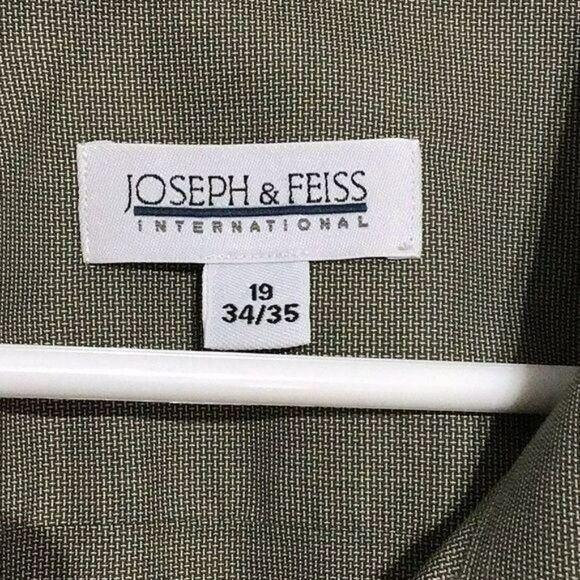 JOSEPH & FEISS
INTERNATIONAL
19
34/35